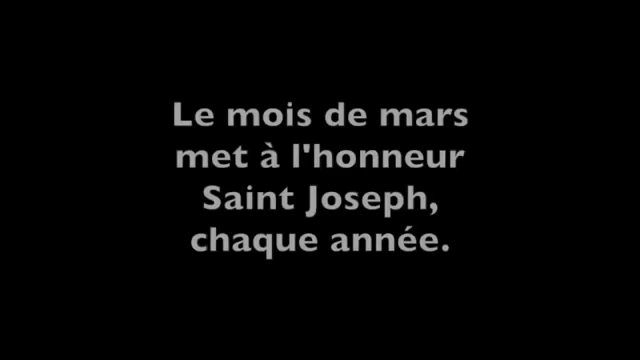 Le mois de mars
met à l'honneur
Saint Joseph,
chaque année.